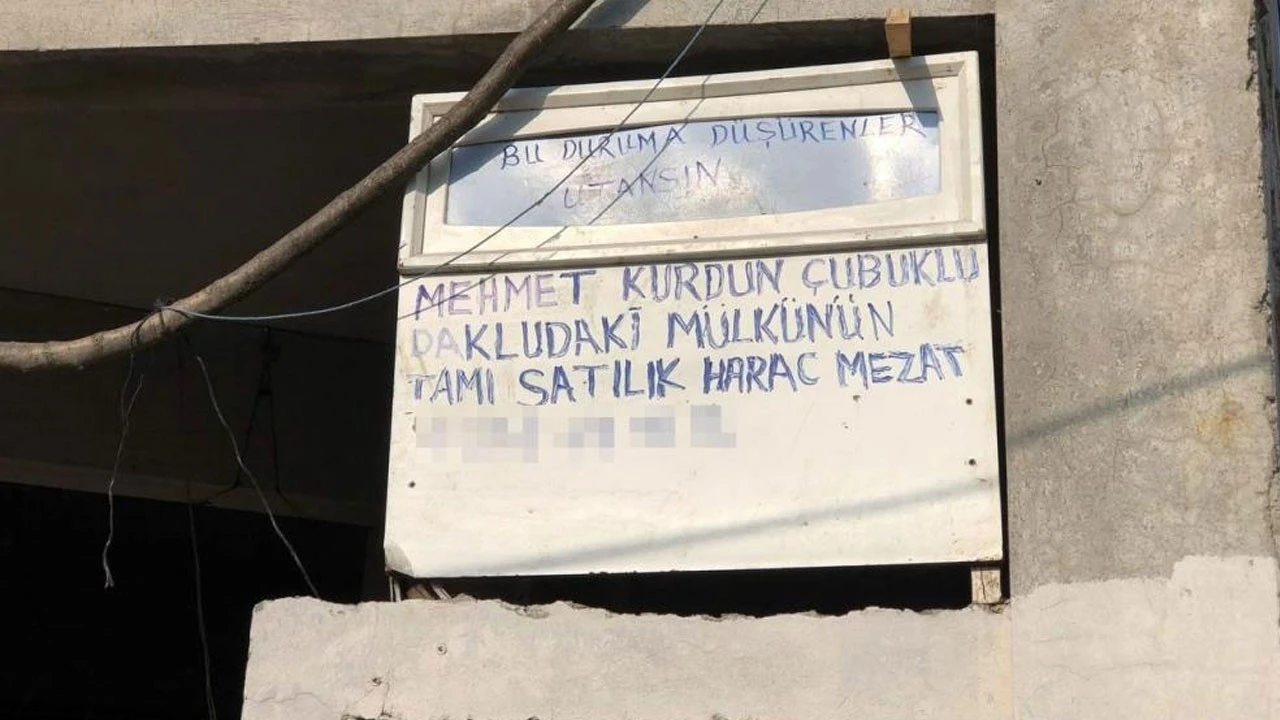 BU DURUMA DÜŞÜRENLER
UTANSIN
MEHMET KURDUN ÇUBUKLU
DAKLUDAKİ MÜLKÜNÜN
TAMI SATILIK HARAC MEZAT